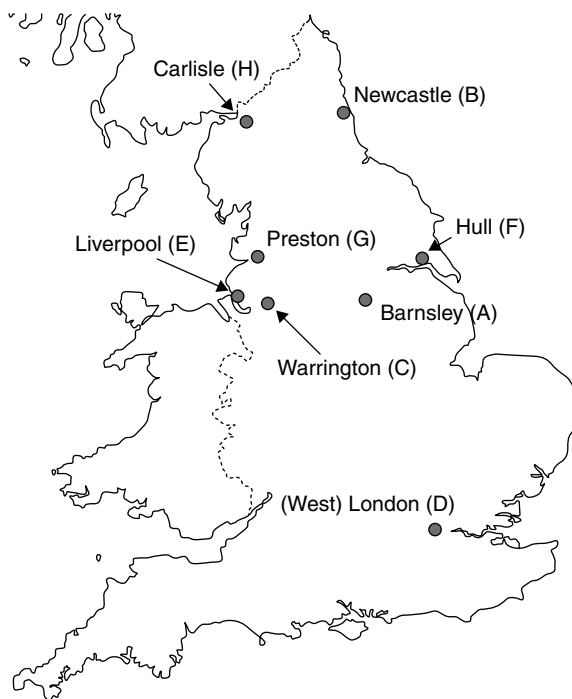 Carlisle (H)
Newcastle (B)
Hull (F)
Preston (G)
Liverpool (E)
Barnsley (A)
Warrington (C)
(West) London (D)